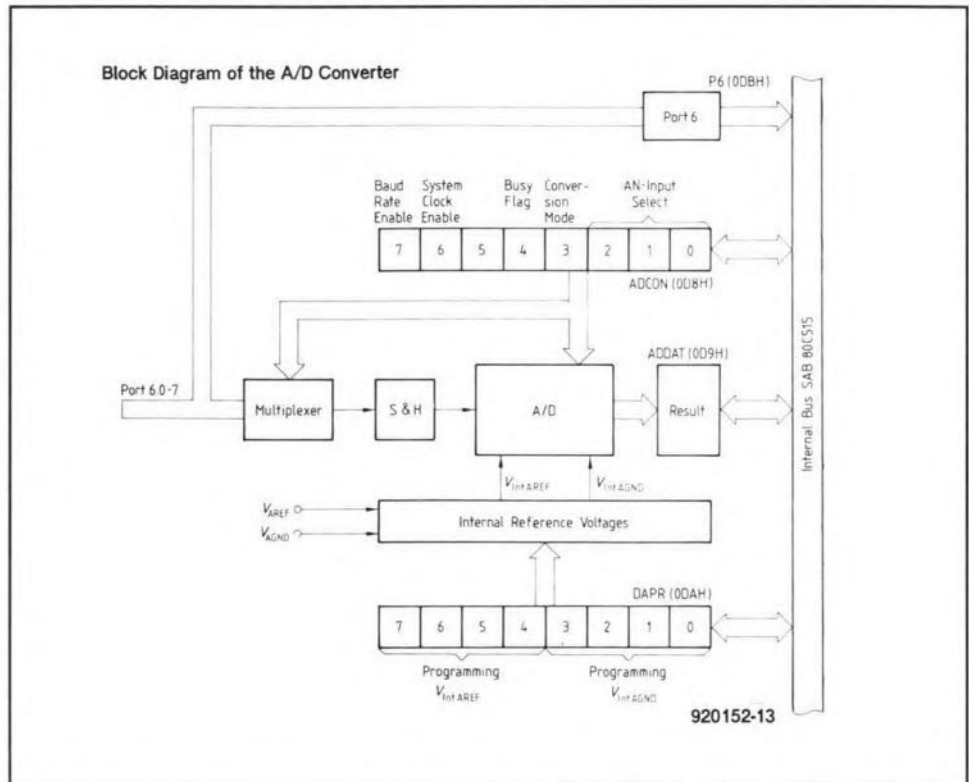 Block Diagram of the A/D Converter
P6 (0DBH)
Port 6
Baud Rate Enable
System Clock Enable
Busy Flag
Conver-
sion Mode
AN-Input Select
7 6 5 4 3 2 1 0
ADCON (0D8H)
ADDAT (0D9H)
Port 6.0-7
Multiplexer
S & H
A/D
Result
Internal Bus SAB 80C515
VIntAREF
VIntAGND
VAREF
VAGND
Internal Reference Voltages
DAPR (0DAH)
7 6 5 4 3 2 1 0
Programming
VIntAREF
Programming
VIntAGND
920152-13